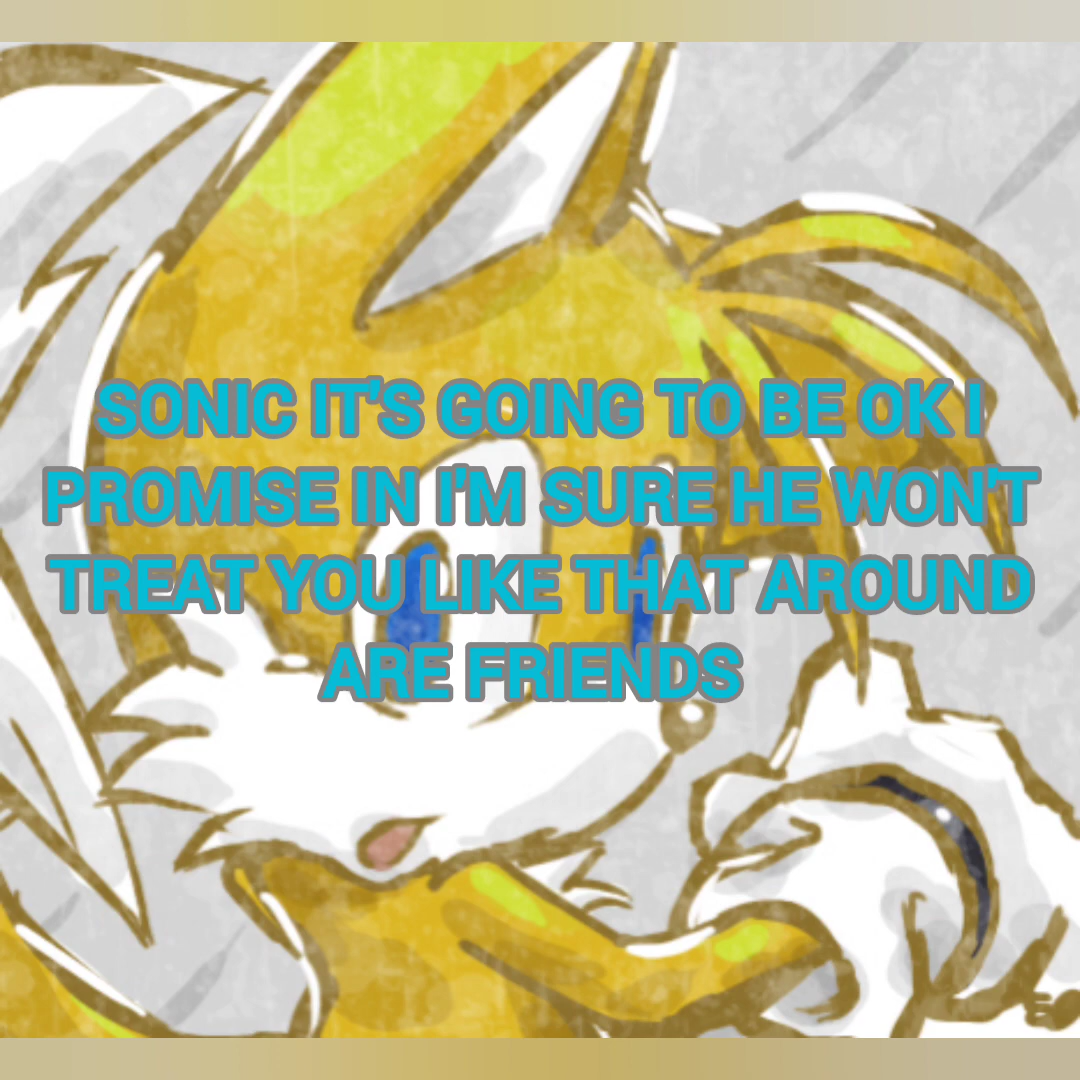 SONIC IT'S GOING TO BE OK I
PROMISE IN I'M SURE HE WON'T
TREAT YOU LIKE THAT AROUND
ARE FRIENDS